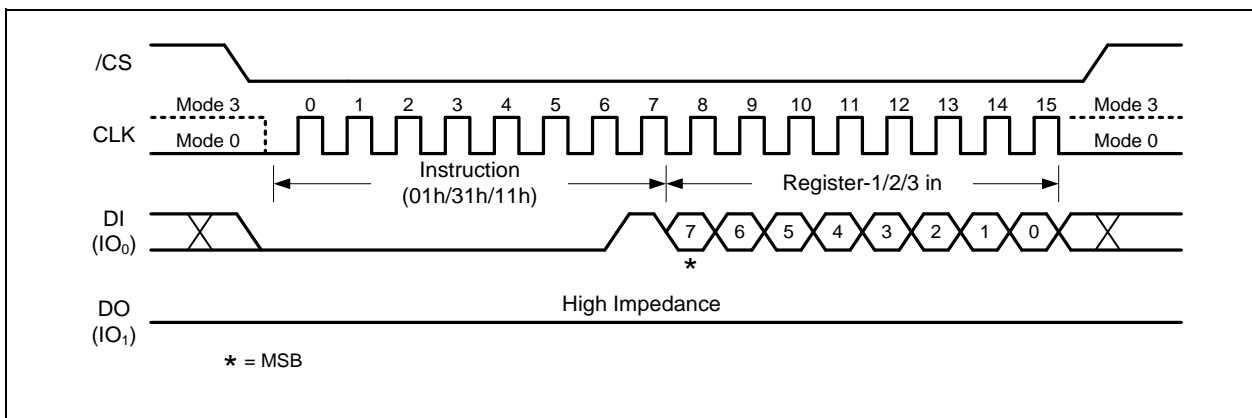 /CS
Mode 3 0 1 2 3 4 5 6 7 8 9 10 11 12 13 14 15 Mode 3
CLK Mode 0 Mode 0
Instruction
(01h/31h/11h)
Register-1/2/3 in
DI
(IO₀)
7 6 5 4 3 2 1 0
*
High Impedance
DO
(IO₁)
* = MSB